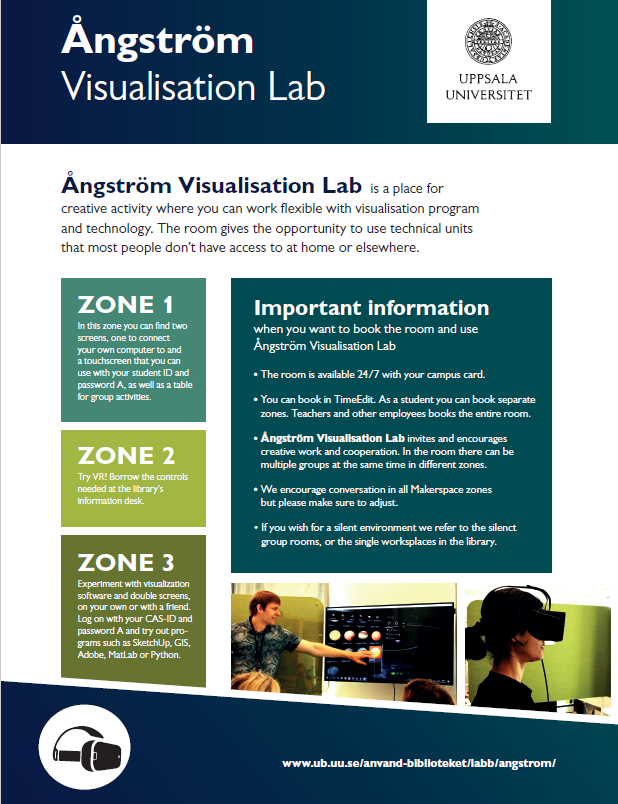 Ångström
Visualisation Lab
UPPSALA
UNIVERSITET
Ångström Visualisation Lab is a place for
creative activity where you can work flexible with visualisation program
and technology. The room gives the opportunity to use technical units
that most people don't have access to at home or elsewhere.
ZONE 1
In this zone you can find two
screens, one to connect
your own computer to and
a touchscreen that you can
use with your student ID and
password A, as well as a table
for group activities.
ZONE 2
Try VR! Borrow the controls
needed at the library's
information desk.
ZONE 3
Experiment with visualization
software and double screens,
on your own or with a friend.
Log on with your CAS-ID and
password A and try out pro-
grams such as SketchUp, GIS,
Adobe, MatLab or Python.
Important information
when you want to book the room and use
Ångström Visualisation Lab
• The room is available 24/7 with your campus card.
• You can book in TimeEdit. As a student you can book separate
zones. Teachers and other employees books the entire room.
• Ångström Visualisation Lab invites and encourages
creative work and cooperation. In the room there can be
multiple groups at the same time in different zones.
• We encourage conversation in all Makerspace zones
but please make sure to adjust.
• If you wish for a silent environment we refer to the silenct
group rooms, or the single worksplaces in the library.
www.ub.uu.se/anvand-biblioteket/labb/angstrom/